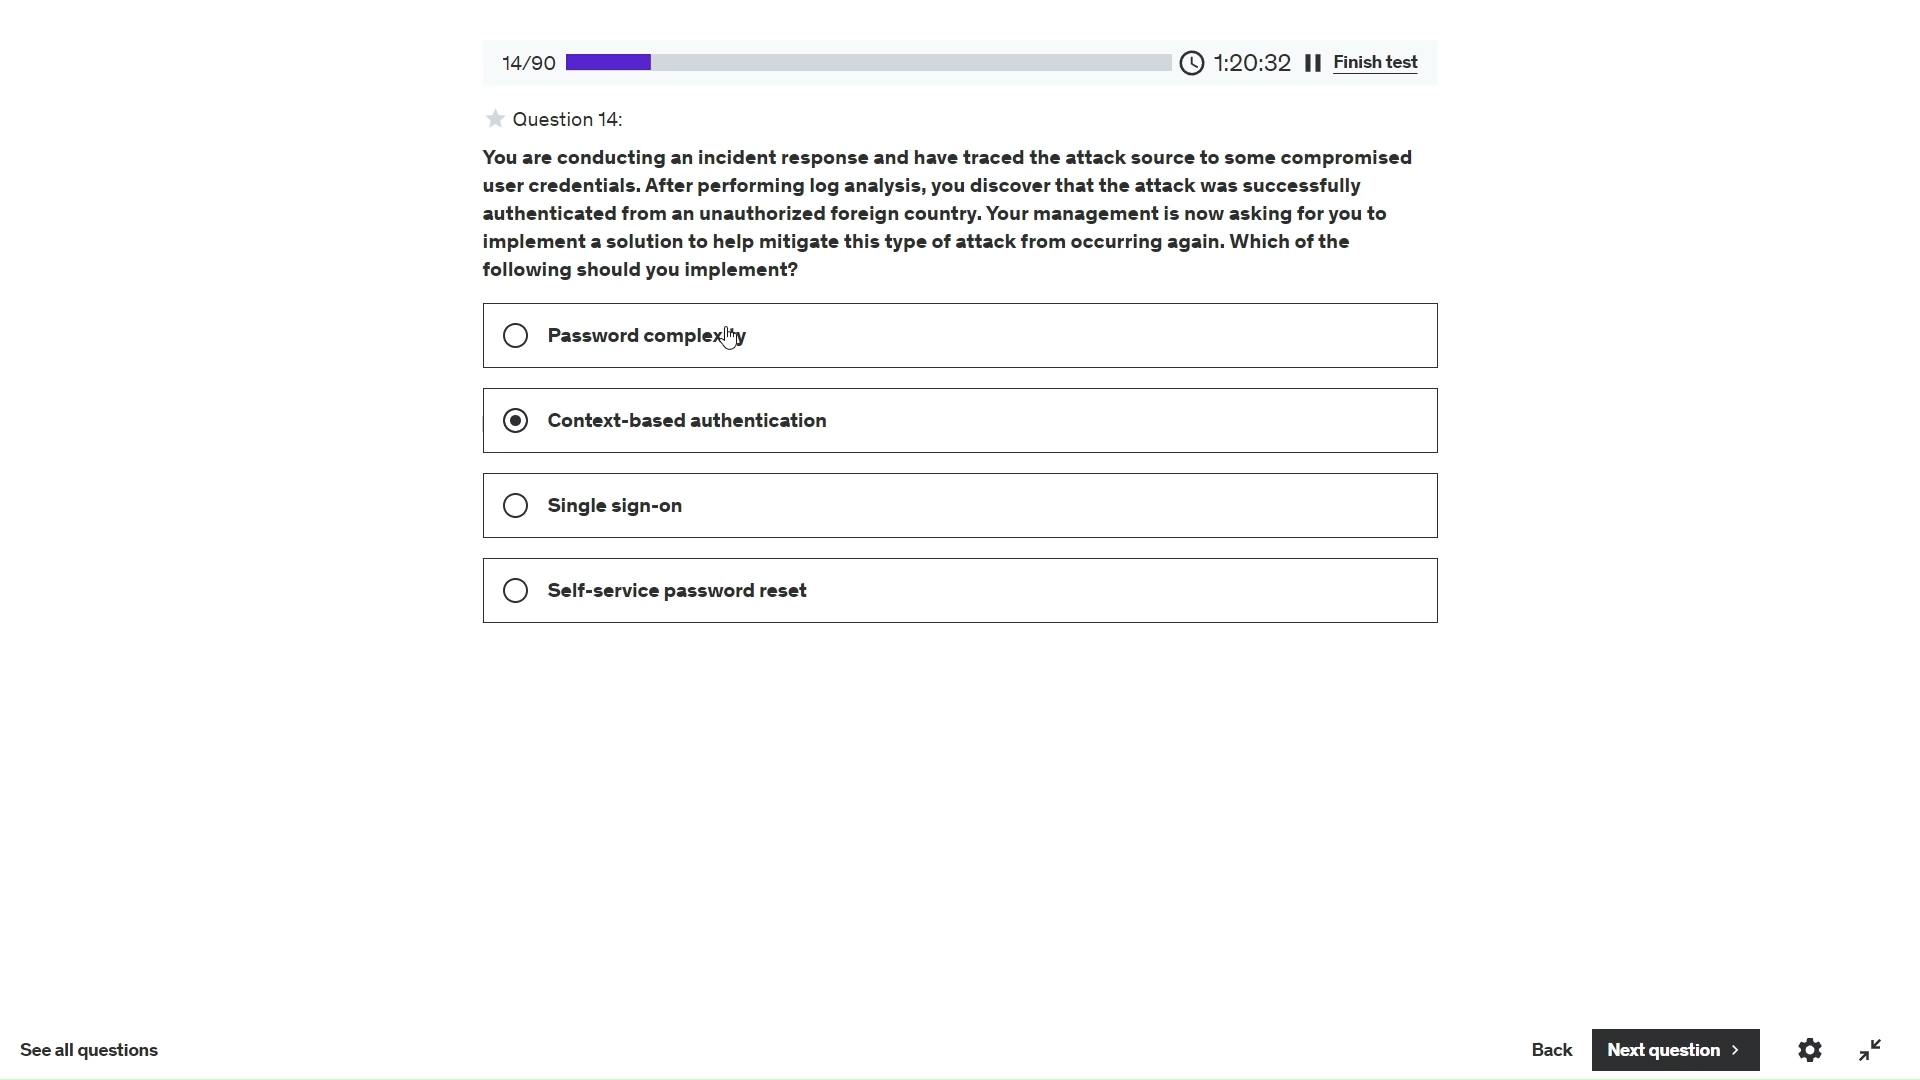 14/90 1:20:32 Finish test
Question 14:
You are conducting an incident response and have traced the attack source to some compromised
user credentials. After performing log analysis, you discover that the attack was successfully
authenticated from an unauthorized foreign country. Your management is now asking for you to
implement a solution to help mitigate this type of attack from occurring again. Which of the
following should you implement?
Password complexity
Context-based authentication
Single sign-on
Self-service password reset
See all questions Back Next question